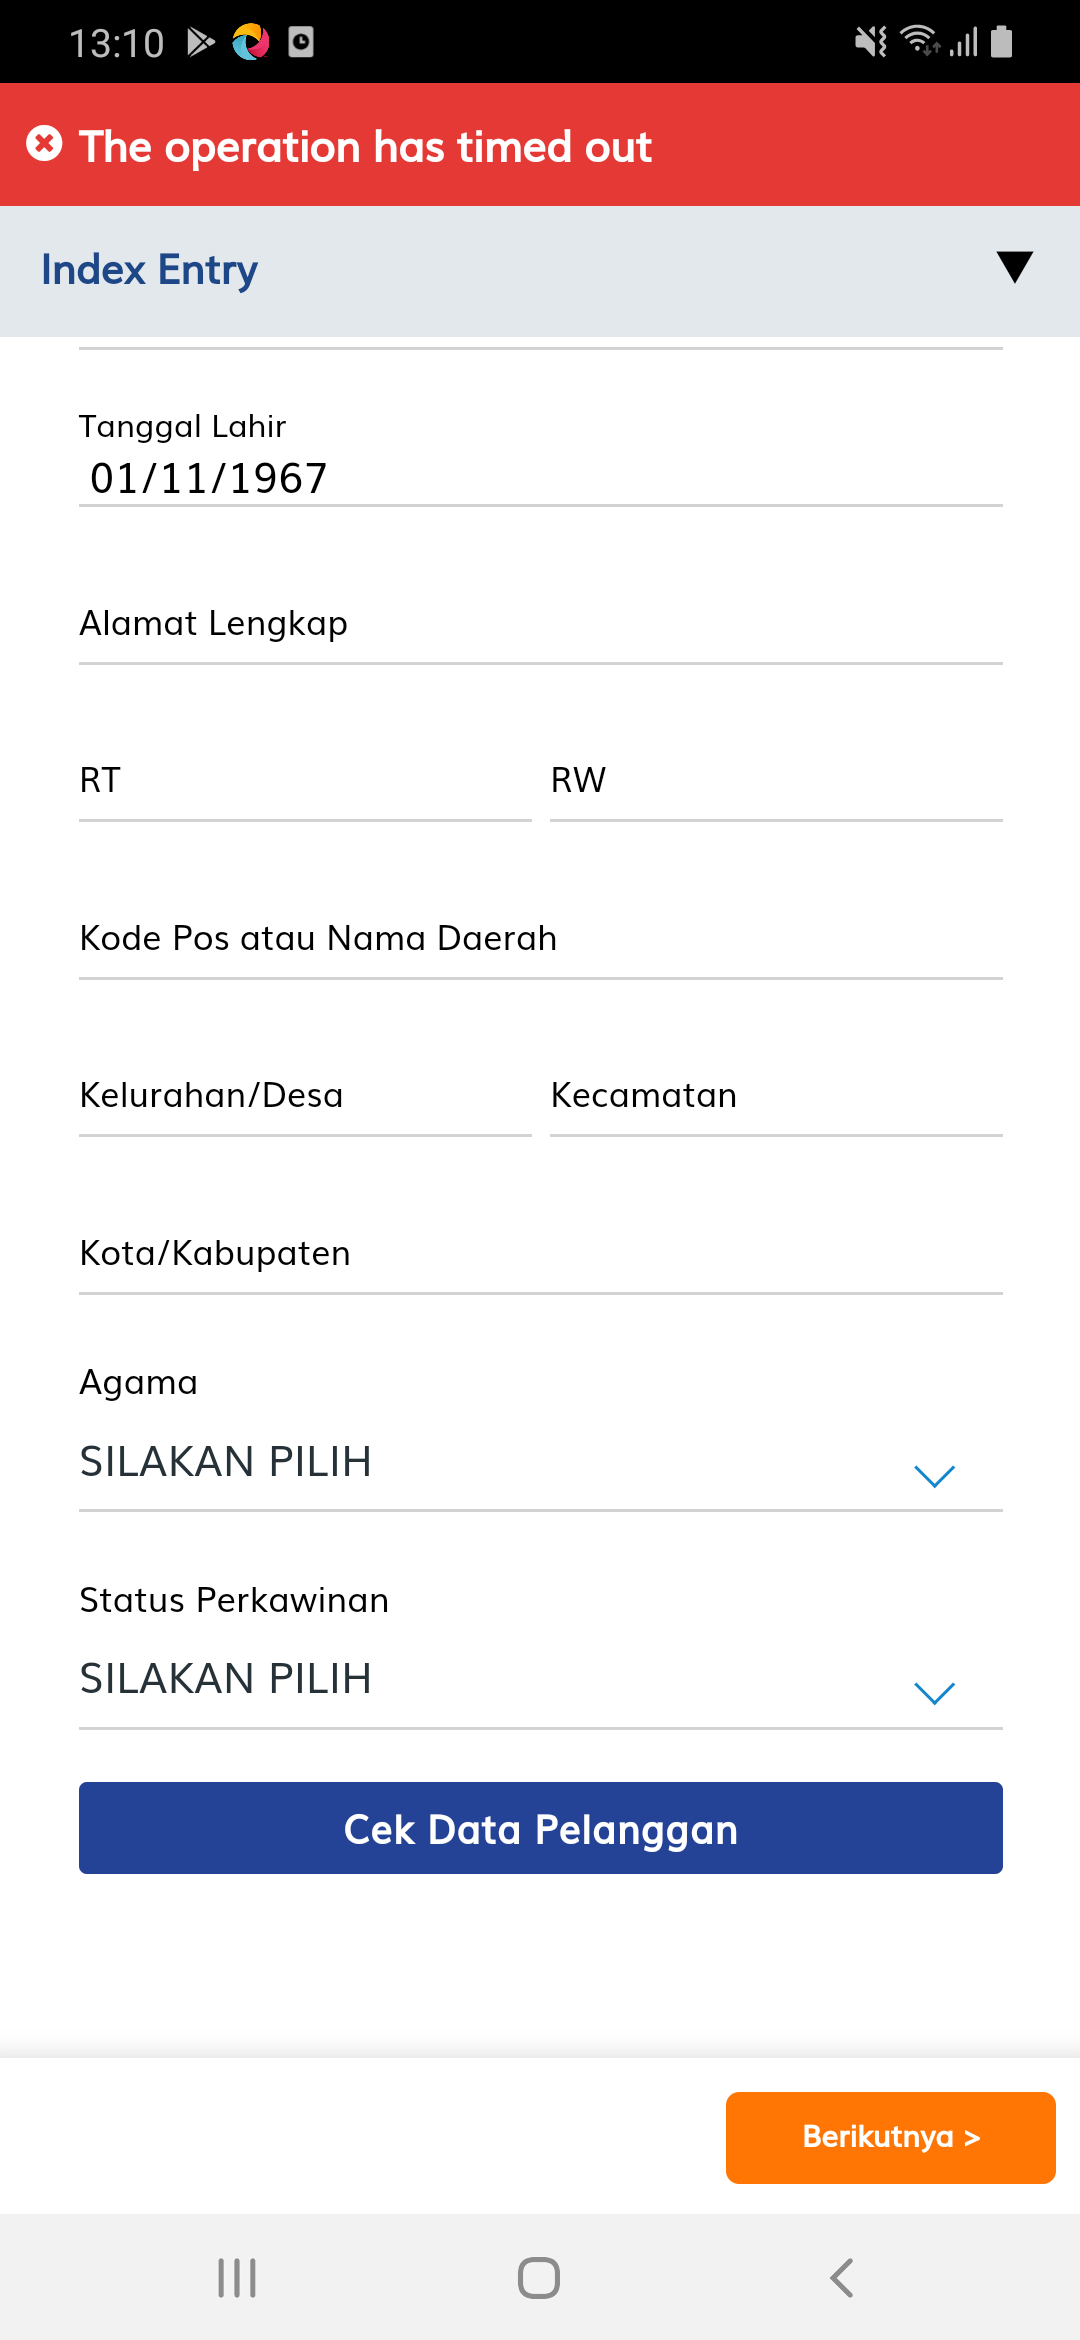 13:10
The operation has timed out
Index Entry
Tanggal Lahir
01/11/1967
Alamat Lengkap
RT RW
Kode Pos atau Nama Daerah
Kelurahan/Desa Kecamatan
Kota/Kabupaten
Agama
SILAKAN PILIH
Status Perkawinan
SILAKAN PILIH
Cek Data Pelanggan
Berikutnya >